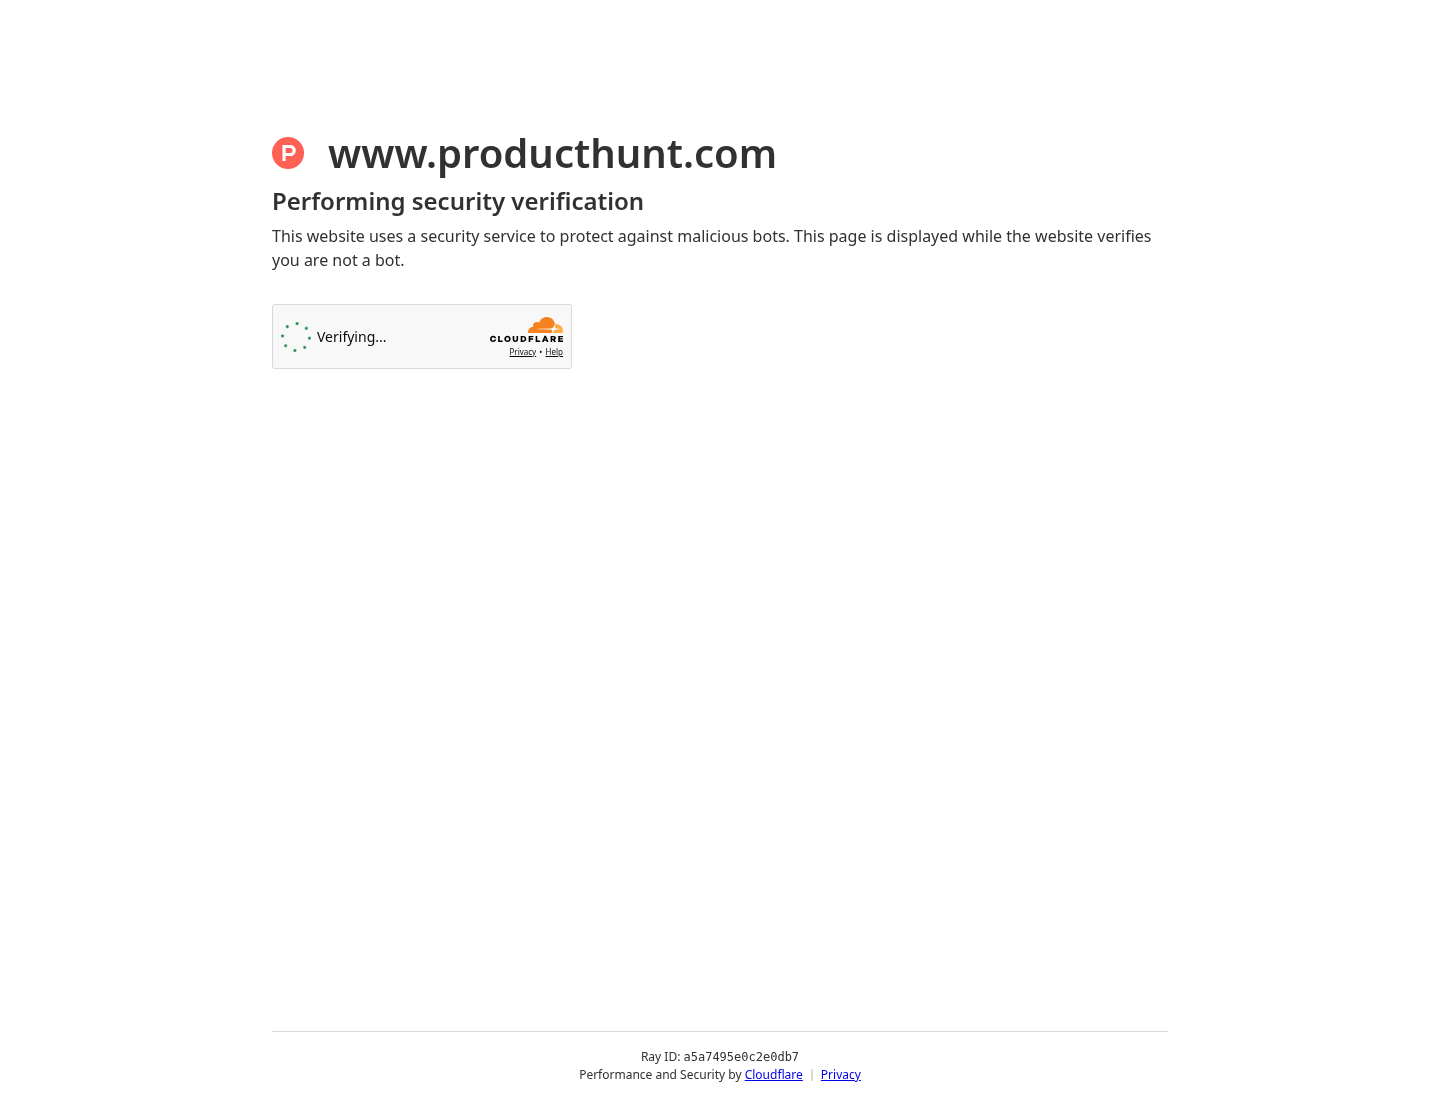 P www.producthunt.com
Performing security verification
This website uses a security service to protect against malicious bots. This page is displayed while the website verifies
you are not a bot.
Verifying...
CLOUDFLARE
Privacy • Help
Ray ID: a5a7495e0c2e0db7
Performance and Security by Cloudflare | Privacy